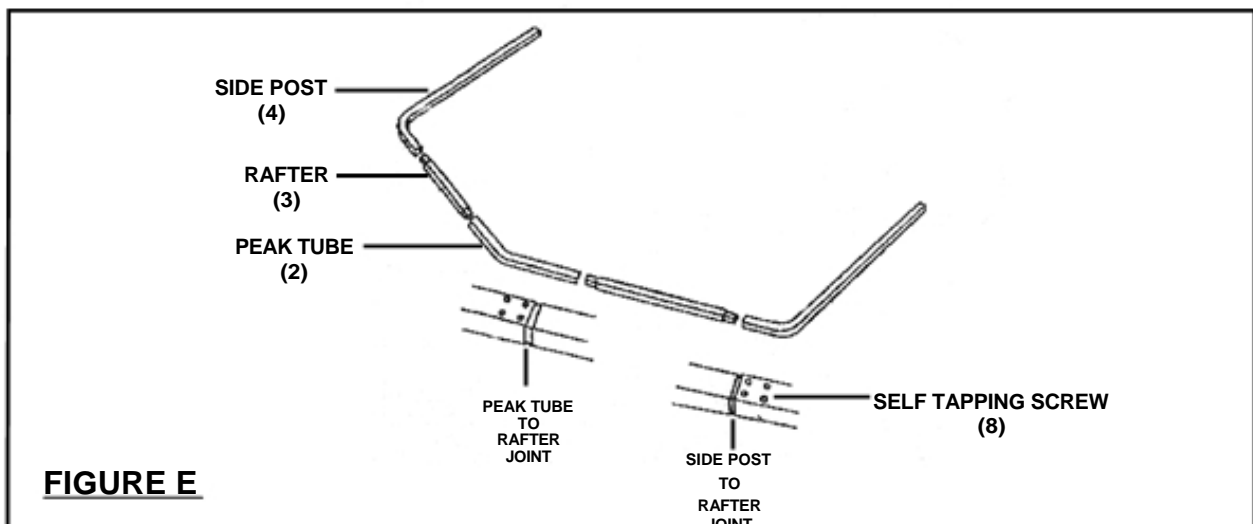 SIDE POST
(4)
RAFTER
(3)
PEAK TUBE
(2)
PEAK TUBE
TO
RAFTER
JOINT
SELF TAPPING SCREW
(8)
SIDE POST
TO
RAFTER
JOINT
FIGURE E